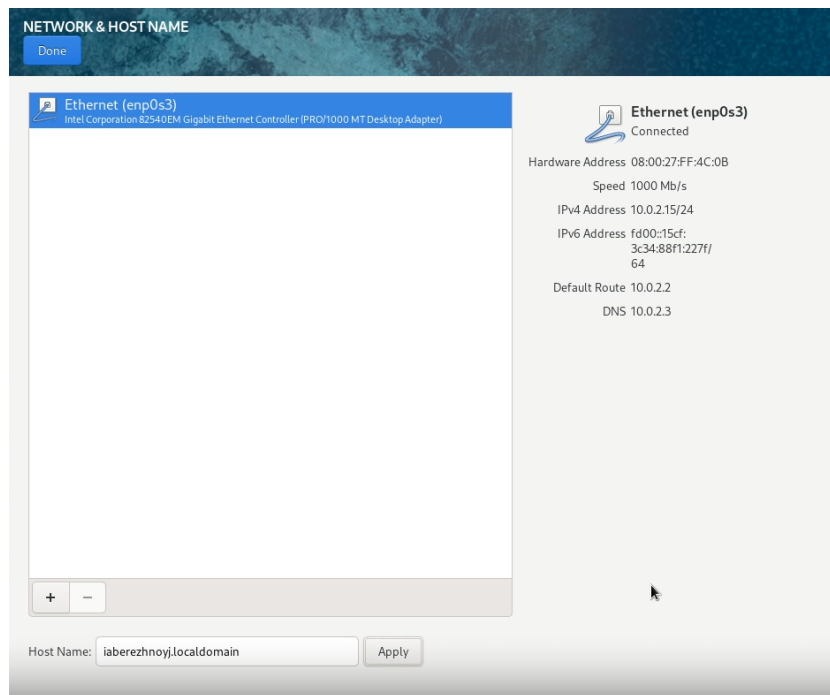 NETWORK & HOST NAME
Done
Ethernet (enp0s3)
Intel Corporation 82540EM Gigabit Ethernet Controller (PRO/1000 MT Desktop Adapter)
Ethernet (enp0s3)
Connected
Hardware Address 08:00:27:FF:4C:0B
Speed 1000 Mb/s
IPv4 Address 10.0.2.15/24
IPv6 Address fd00::15cf:
3c34:88f1:227f/
64
Default Route 10.0.2.2
DNS 10.0.2.3
+ −
Host Name: iaberezhnoyj.localdomain Apply